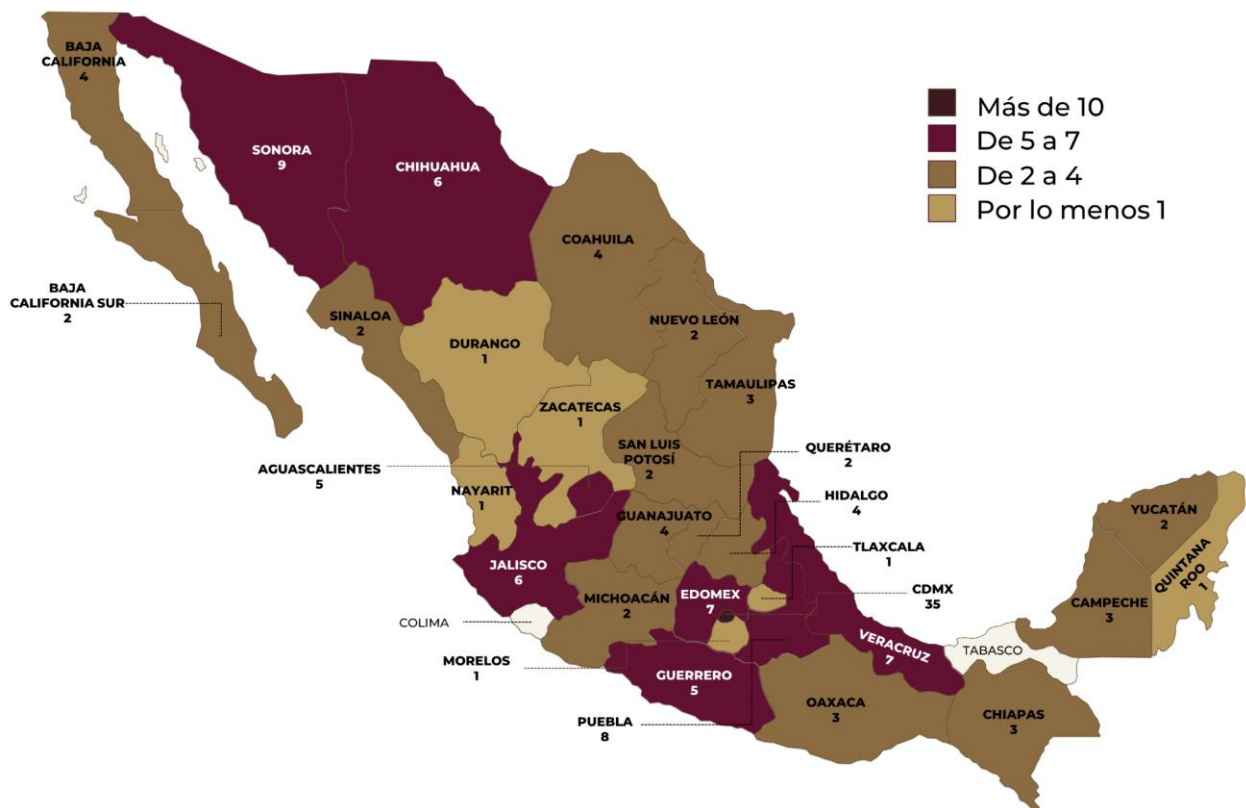 BAJA
CALIFORNIA
4
SONORA
9
CHIHUAHUA
6
Más de 10
De 5 a 7
De 2 a 4
Por lo menos 1
COAHUILA
4
BAJA
CALIFORNIA SUR
2
SINALOA
2
DURANGO
1
NUEVO LEÓN
2
TAMAULIPAS
3
ZACATECAS
1
SAN LUIS
POTOSÍ
2
QUERÉTARO
2
AGUASCALIENTES
5
NAYARIT
1
HIDALGO
4
GUANAJUATO
4
YUCATÁN
2
TLAXCALA
1
QUINTANA
ROO
1
JALISCO
6
EDOMEX
7
CDMX
35
MICHOACÁN
2
CAMPECHE
3
COLIMA
VERACRUZ
7
TABASCO
MORELOS
1
GUERRERO
5
OAXACA
3
CHIAPAS
3
PUEBLA
8